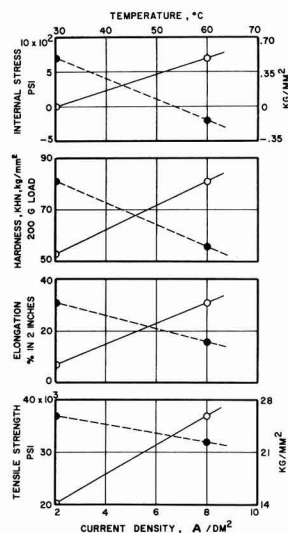 TEMPERATURE, °C
30 40 50 60 70
10 x 10²
5
0
-5
INTERNAL STRESS
PSI
.70
.35
0
-.35
KG/MM²
90
70
50
HARDNESS, KHN, kg/mm²
200 G LOAD
60
40
20
0
ELONGATION
% IN 2 INCHES
40 x 10³
30
20
TENSILE STRENGTH
PSI
28
21
14
KG/MM²
2 4 6 8 10
CURRENT DENSITY, A/DM²